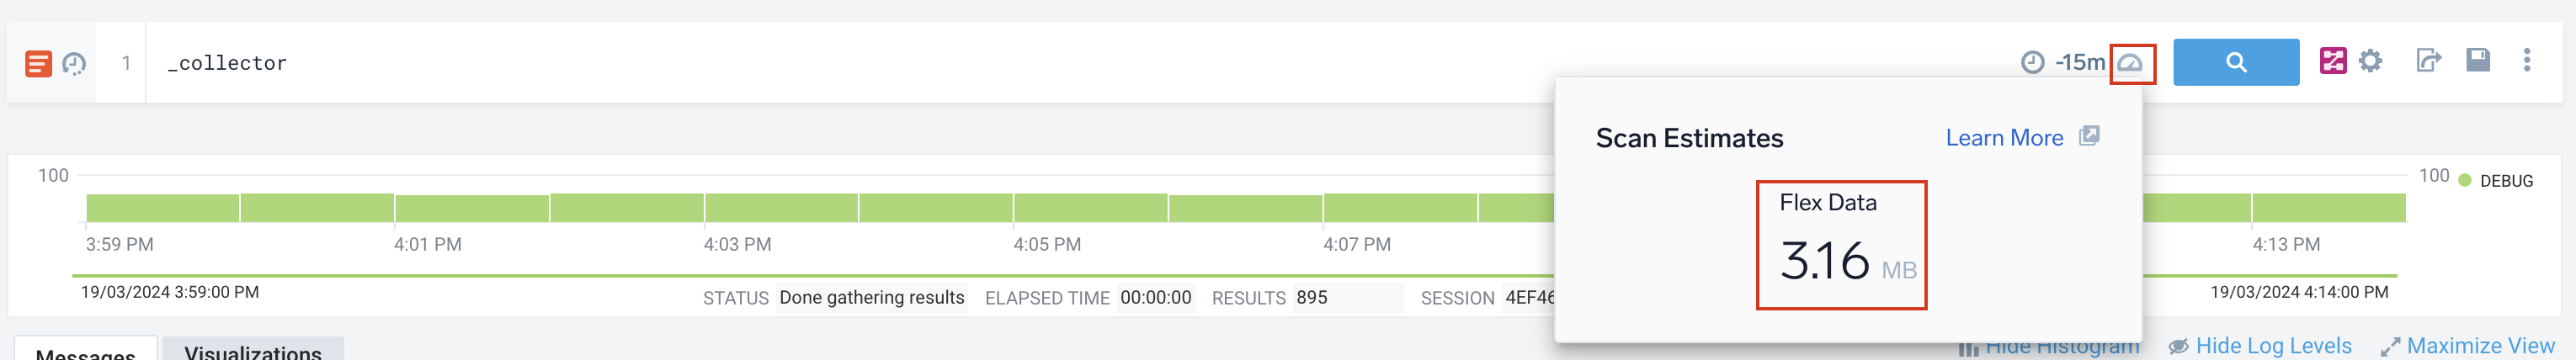 1 _collector -15m
Scan Estimates Learn More
Flex Data
3.16 MB
100 100 DEBUG
3:59 PM 4:01 PM 4:03 PM 4:05 PM 4:07 PM 4:13 PM
19/03/2024 3:59:00 PM 19/03/2024 4:14:00 PM
STATUS Done gathering results ELAPSED TIME 00:00:00 RESULTS 895 SESSION 4EF46
Messages Visualizations Hide Histogram Hide Log Levels Maximize View